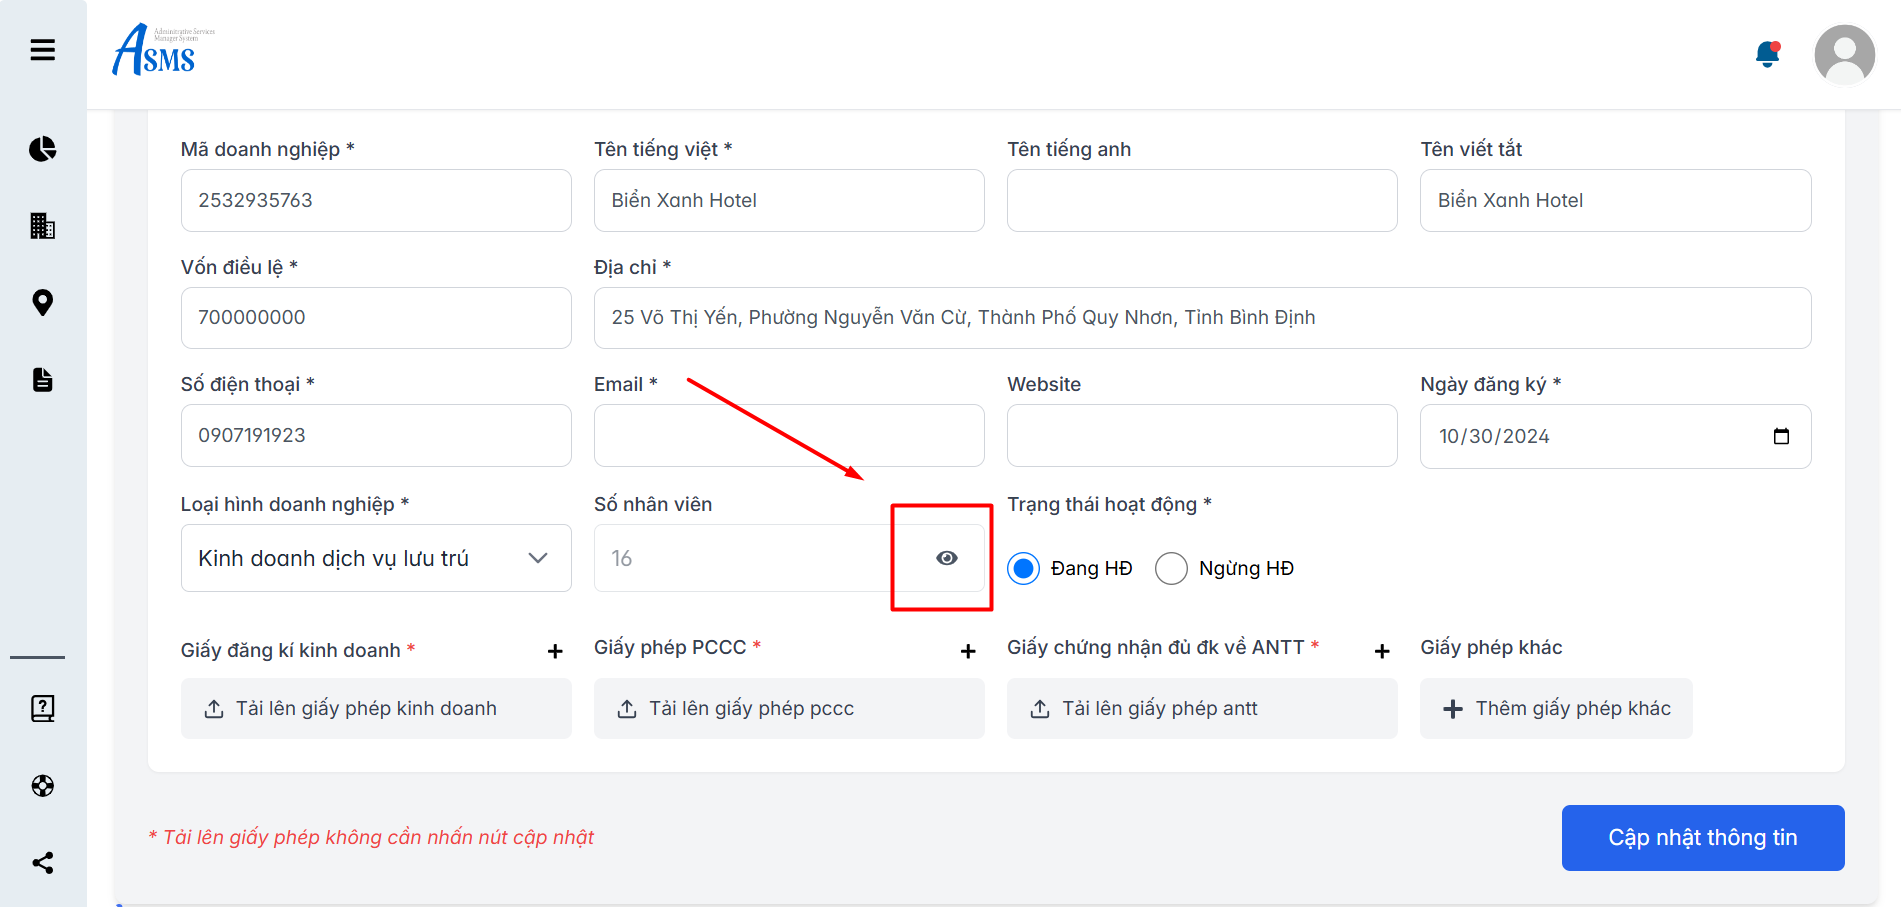 Administrative Services
Manager System
ASMS
Mã doanh nghiệp *
Tên tiếng việt *
Tên tiếng anh
Tên viết tắt
2532935763
Biển Xanh Hotel
Biển Xanh Hotel
Vốn điều lệ *
Địa chỉ *
700000000
25 Võ Thị Yến, Phường Nguyễn Văn Cừ, Thành Phố Quy Nhơn, Tỉnh Bình Định
Số điện thoại *
Email *
Website
Ngày đăng ký *
0907191923
10/30/2024
Loại hình doanh nghiệp *
Số nhân viên
Trạng thái hoạt động *
Kinh doanh dịch vụ lưu trú
16
Đang HĐ
Ngừng HĐ
Giấy đăng kí kinh doanh *
Giấy phép PCCC *
Giấy chứng nhận đủ đk về ANTT *
Giấy phép khác
Tải lên giấy phép kinh doanh
Tải lên giấy phép pccc
Tải lên giấy phép antt
Thêm giấy phép khác
* Tải lên giấy phép không cần nhấn nút cập nhật
Cập nhật thông tin